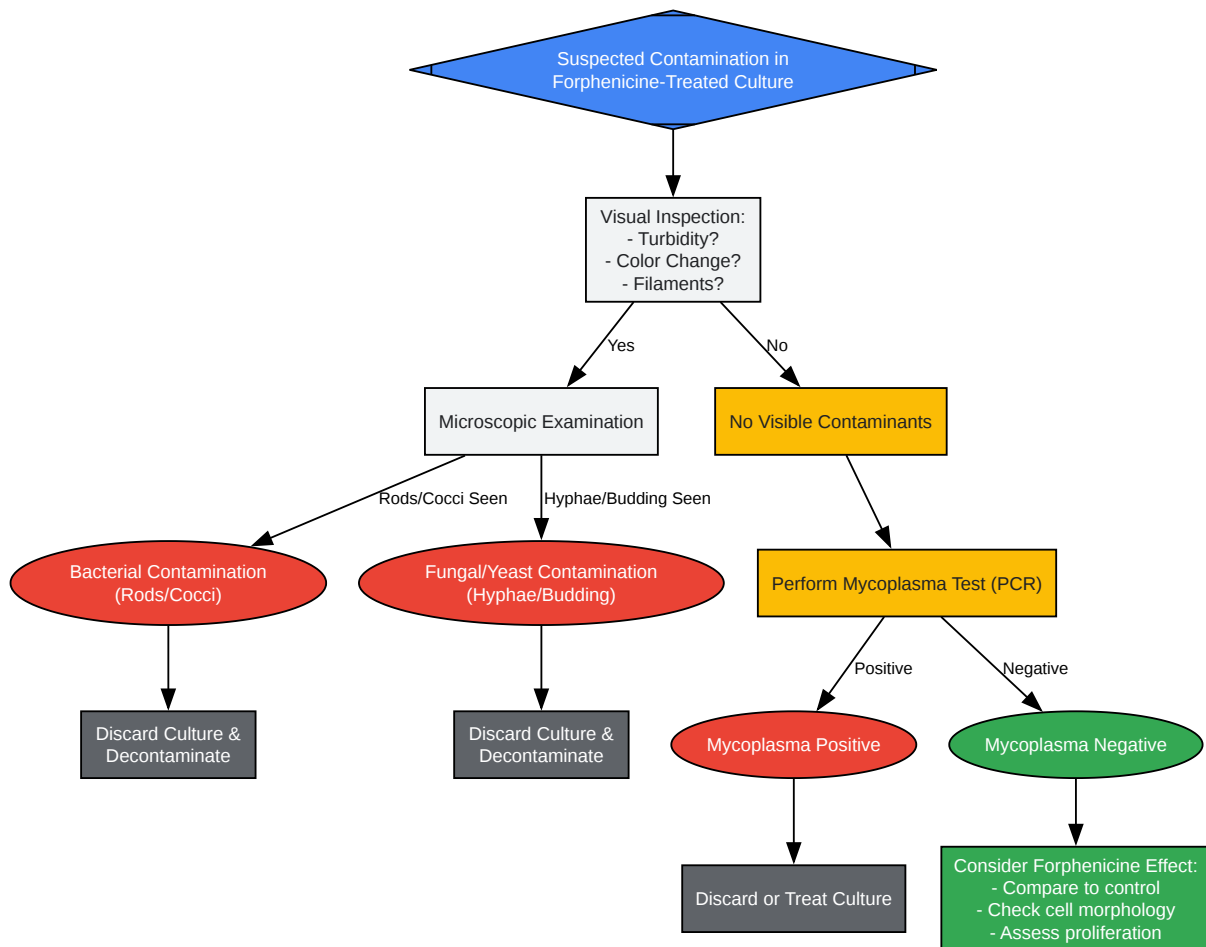 Suspected Contamination in
Forphenicine-Treated Culture
Visual Inspection:
- Turbidity?
- Color Change?
- Filaments?
Yes
No
Microscopic Examination
No Visible Contaminants
Rods/Cocci Seen
Hyphae/Budding Seen
Bacterial Contamination
(Rods/Cocci)
Fungal/Yeast Contamination
(Hyphae/Budding)
Perform Mycoplasma Test (PCR)
Positive
Negative
Discard Culture &
Decontaminate
Discard Culture &
Decontaminate
Mycoplasma Positive
Mycoplasma Negative
Discard or Treat Culture
Consider Forphenicine Effect:
- Compare to control
- Check cell morphology
- Assess proliferation